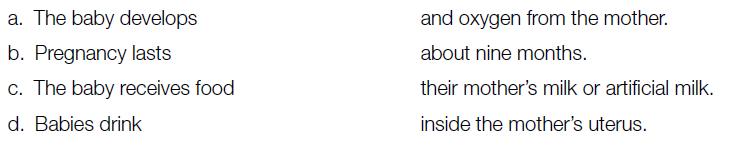 a. The baby develops and oxygen from the mother.
b. Pregnancy lasts about nine months.
c. The baby receives food their mother’s milk or artificial milk.
d. Babies drink inside the mother’s uterus.